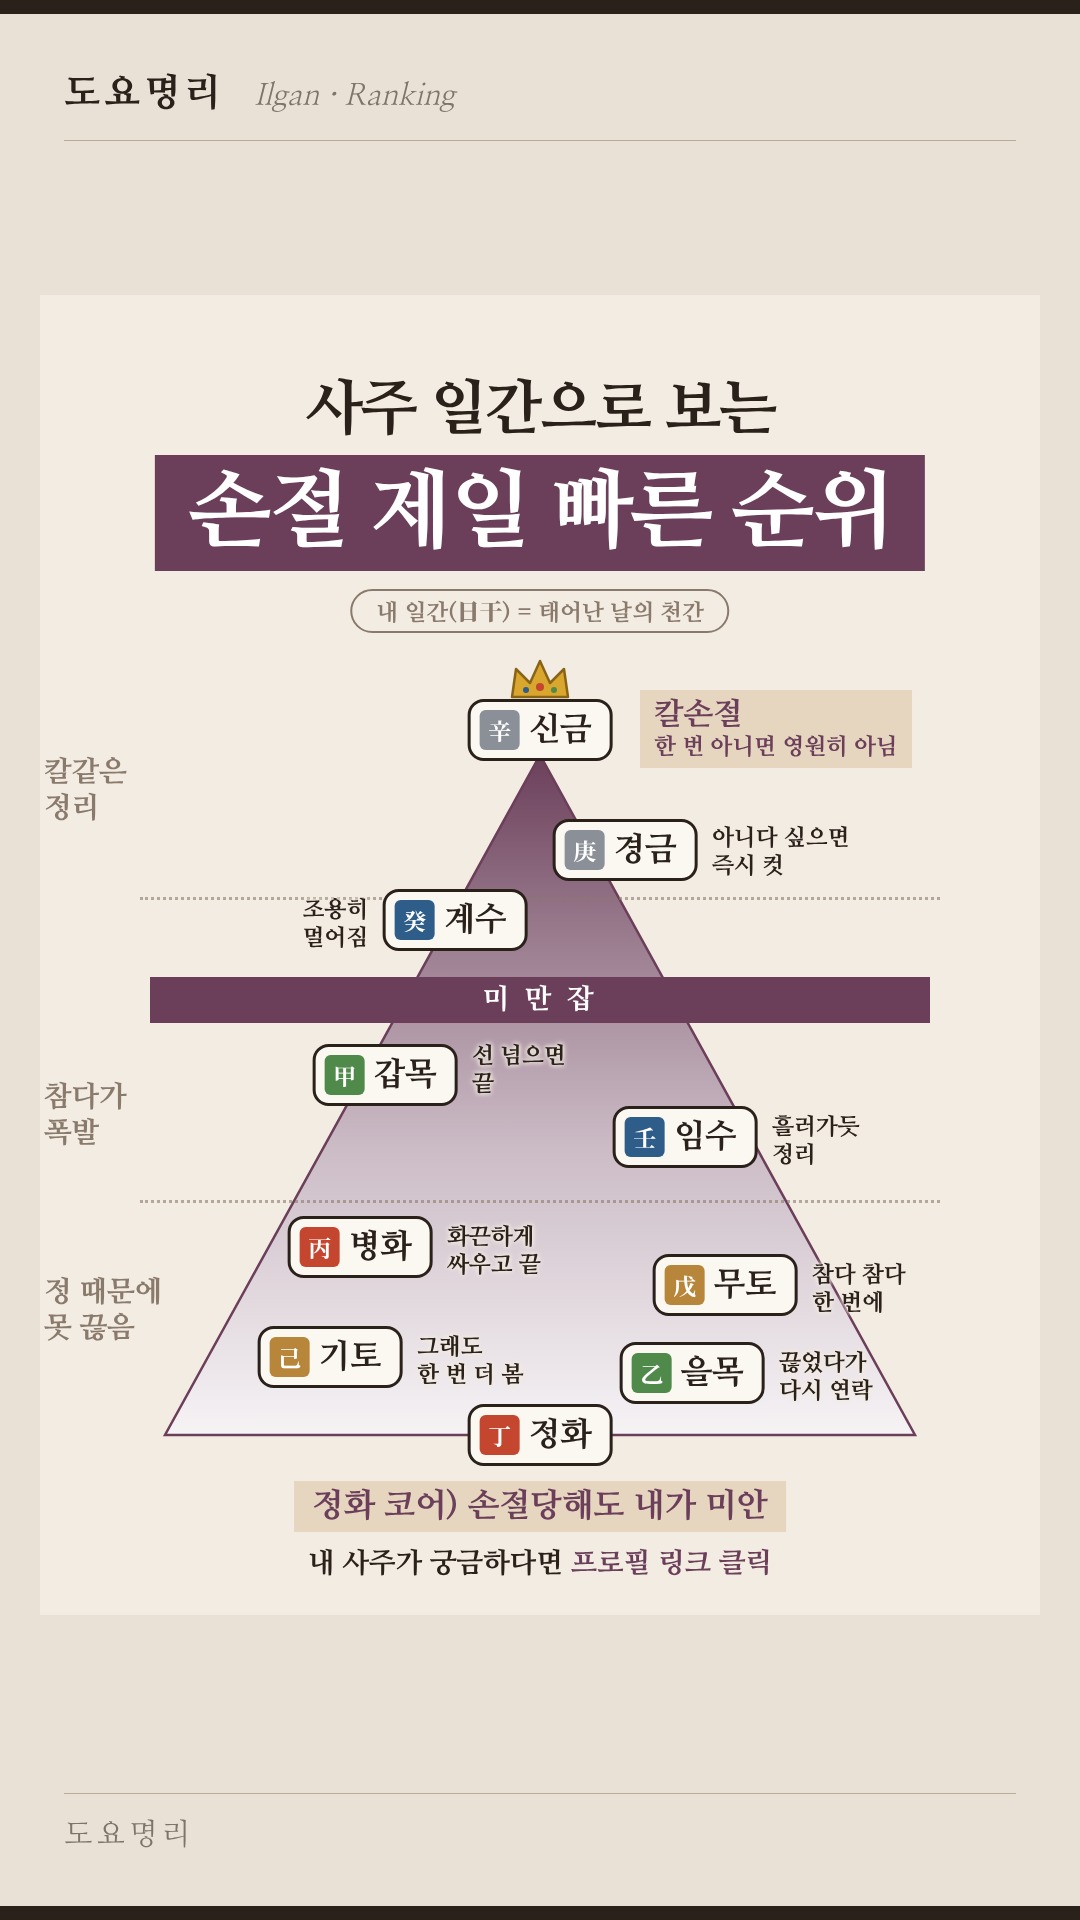 도요명리 Ilgan · Ranking
사주 일간으로 보는
손절 제일 빠른 순위
내 일간(日干) = 태어난 날의 천간
辛 신금
칼손절
한 번 아니면 영원히 아님
칼같은
정리
庚 경금
아니다 싶으면
즉시 컷
조용히
멀어짐
癸 계수
미만잡
甲 갑목
선 넘으면
끝
참다가
폭발
壬 임수
흘러가듯
정리
丙 병화
화끈하게
싸우고 끝
戊 무토
참다 참다
한 번에
정 때문에
못 끊음
己 기토
그래도
한 번 더 봄
乙 을목
끊었다가
다시 연락
丁 정화
정화 코어) 손절당해도 내가 미안
내 사주가 궁금하다면 프로필 링크 클릭
도요명리